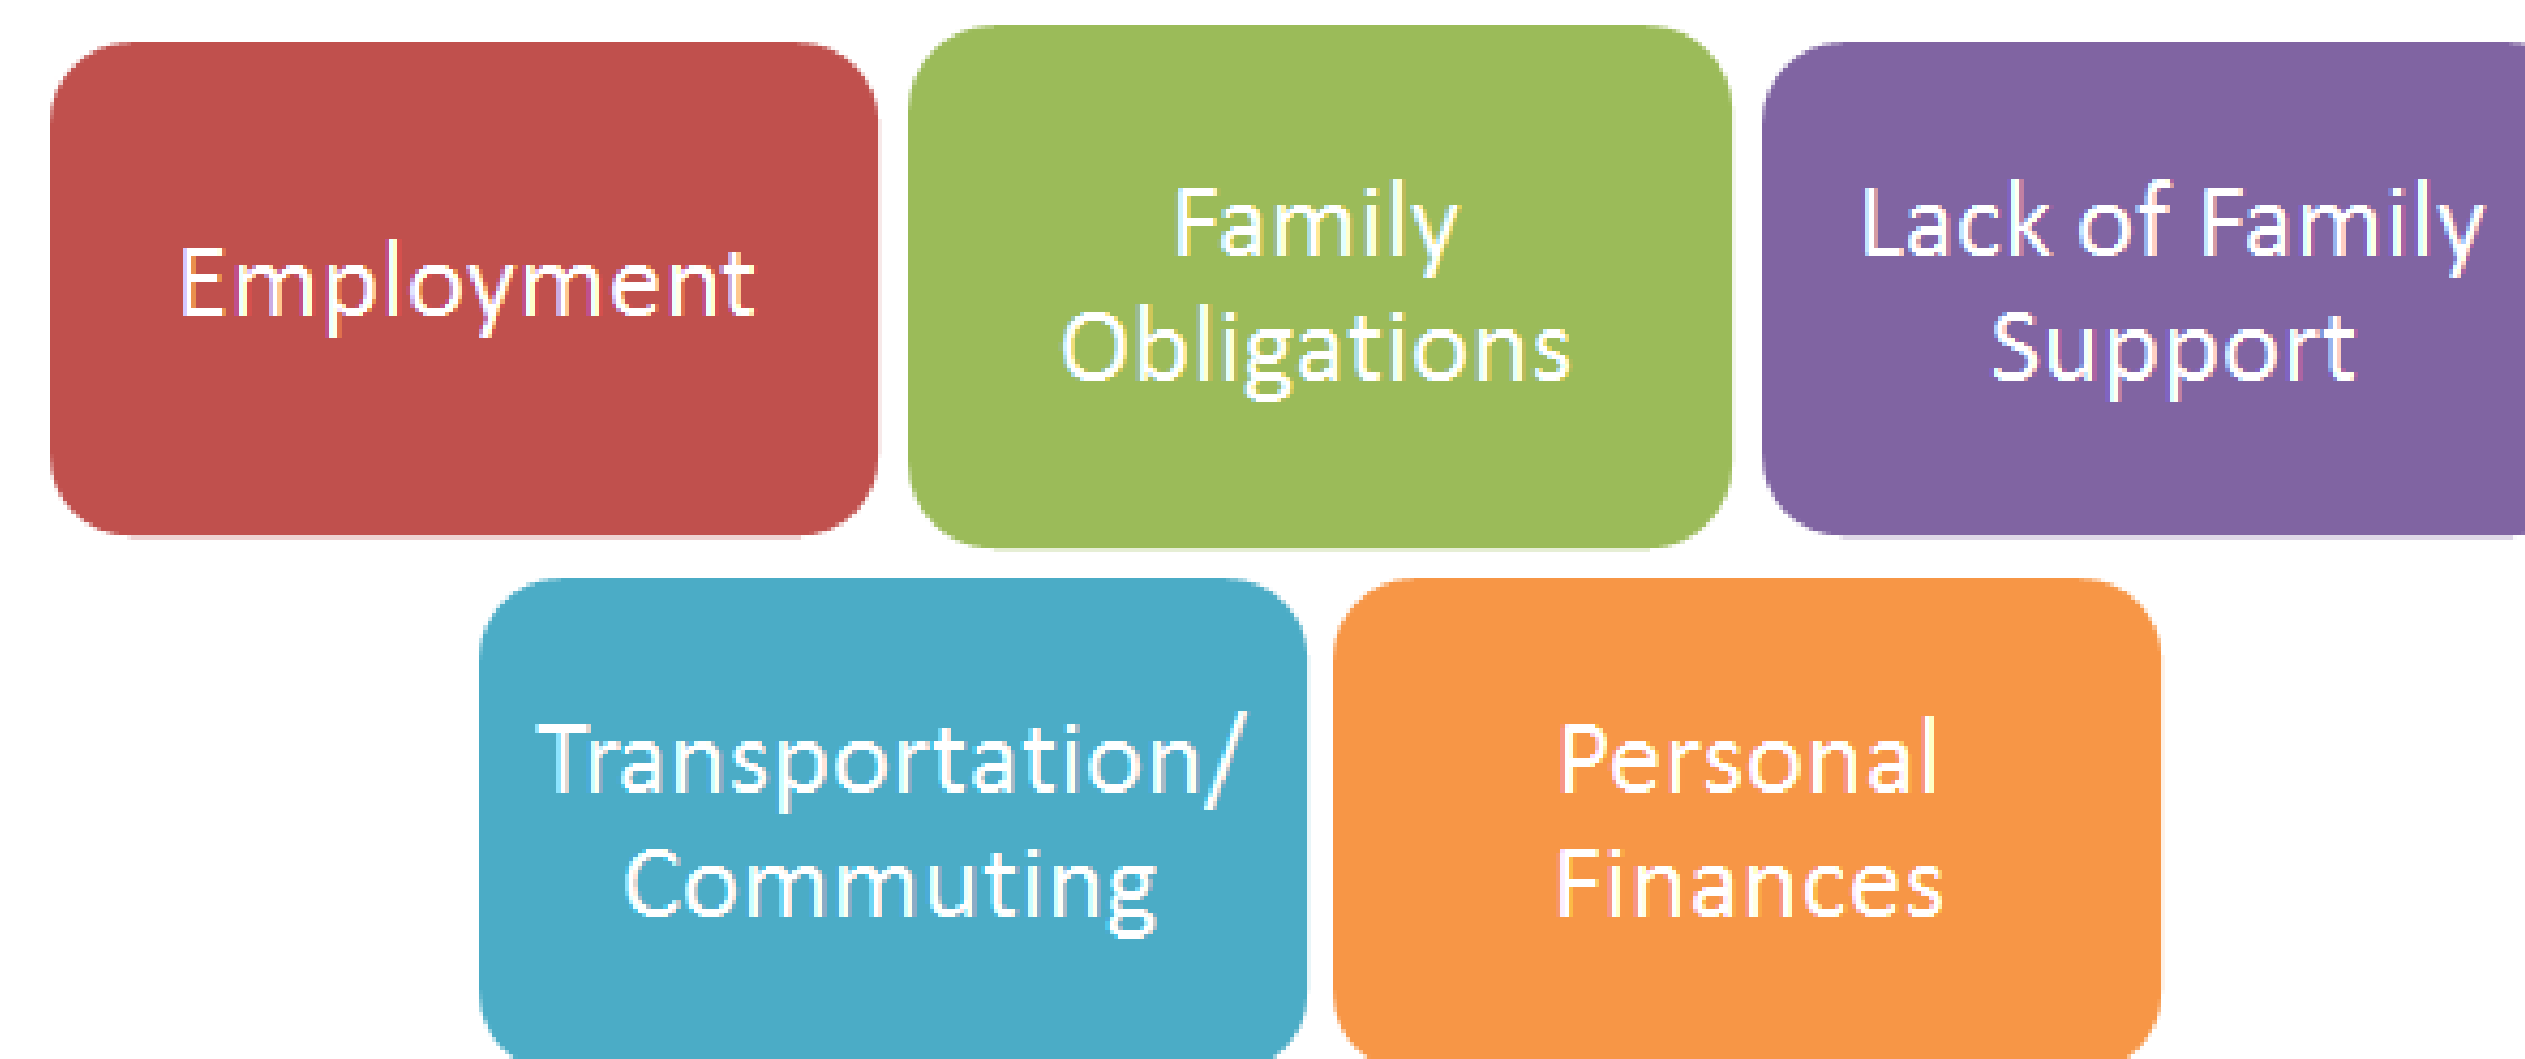 Employment
Family
Obligations
Lack of Family
Support
Transportation/
Commuting
Personal
Finances